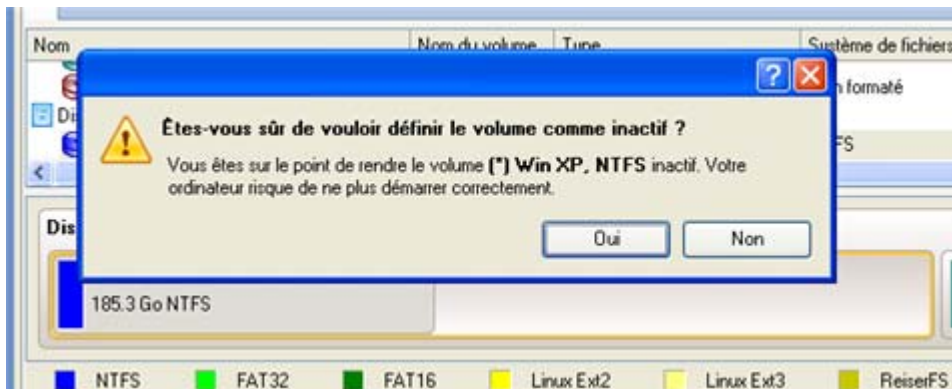 Nom Nom du volume Type Système de fichiers
formaté
Êtes-vous sûr de vouloir définir le volume comme inactif ?
Vous êtes sur le point de rendre le volume (*) Win XP, NTFS inactif. Votre
ordinateur risque de ne plus démarrer correctement.
Oui Non
185.3 Go NTFS
NTFS FAT32 FAT16 Linux Ext2 Linux Ext3 ReiserFS